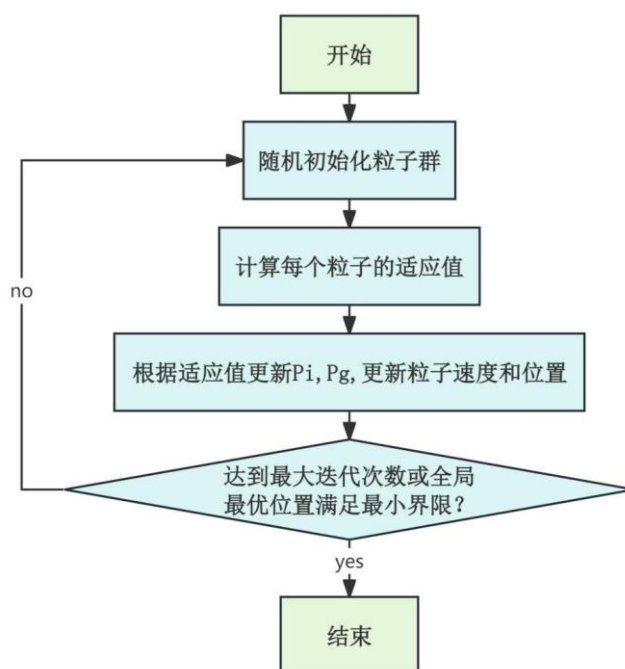 开始
随机初始化粒子群
计算每个粒子的适应值
no
根据适应值更新Pi,Pg,更新粒子速度和位置
达到最大迭代次数或全局
最优位置满足最小界限?
yes
结束